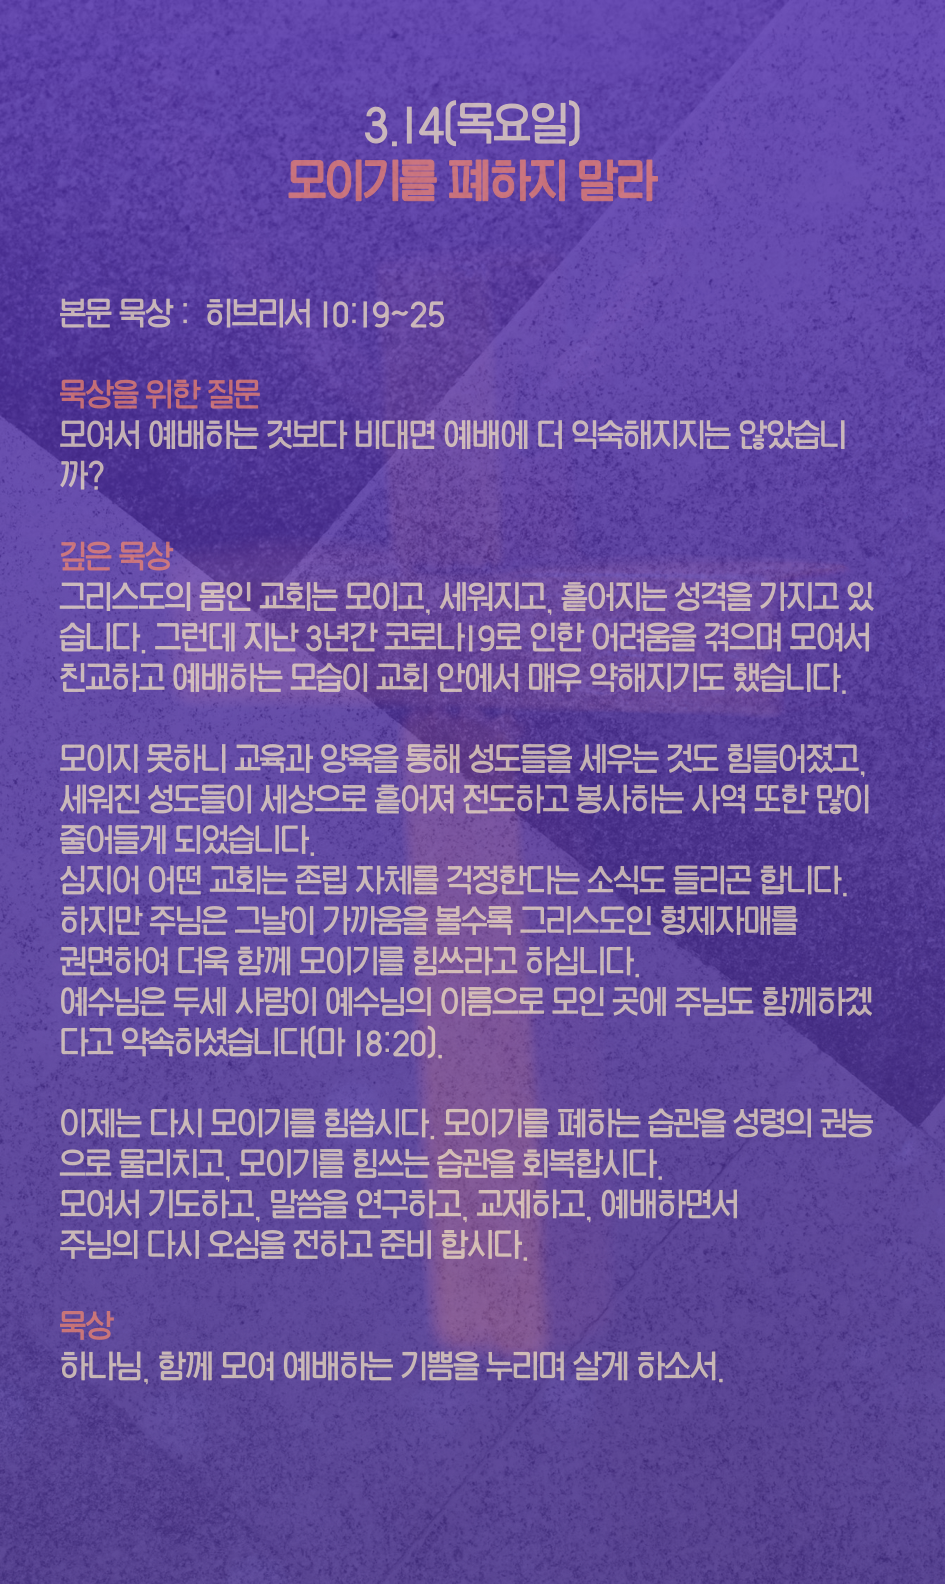 3.14(목요일)
모이기를 폐하지 말라
본문 묵상 : 히브리서 10:19~25
묵상을 위한 질문
모여서 예배하는 것보다 비대면 예배에 더 익숙해지지는 않았습니
까?
깊은 묵상
그리스도의 몸인 교회는 모이고, 세워지고, 흩어지는 성격을 가지고 있
습니다. 그런데 지난 3년간 코로나19로 인한 어려움을 겪으며 모여서
친교하고 예배하는 모습이 교회 안에서 매우 약해지기도 했습니다.
모이지 못하니 교육과 양육을 통해 성도들을 세우는 것도 힘들어졌고,
세워진 성도들이 세상으로 흩어져 전도하고 봉사하는 사역 또한 많이
줄어들게 되었습니다.
심지어 어떤 교회는 존립 자체를 걱정한다는 소식도 들리곤 합니다.
하지만 주님은 그날이 가까움을 볼수록 그리스도인 형제자매를
권면하여 더욱 함께 모이기를 힘쓰라고 하십니다.
예수님은 두세 사람이 예수님의 이름으로 모인 곳에 주님도 함께하겠
다고 약속하셨습니다(마 18:20).
이제는 다시 모이기를 힘씁시다. 모이기를 폐하는 습관을 성령의 권능
으로 물리치고, 모이기를 힘쓰는 습관을 회복합시다.
모여서 기도하고, 말씀을 연구하고, 교제하고, 예배하면서
주님의 다시 오심을 전하고 준비 합시다.
묵상
하나님, 함께 모여 예배하는 기쁨을 누리며 살게 하소서.